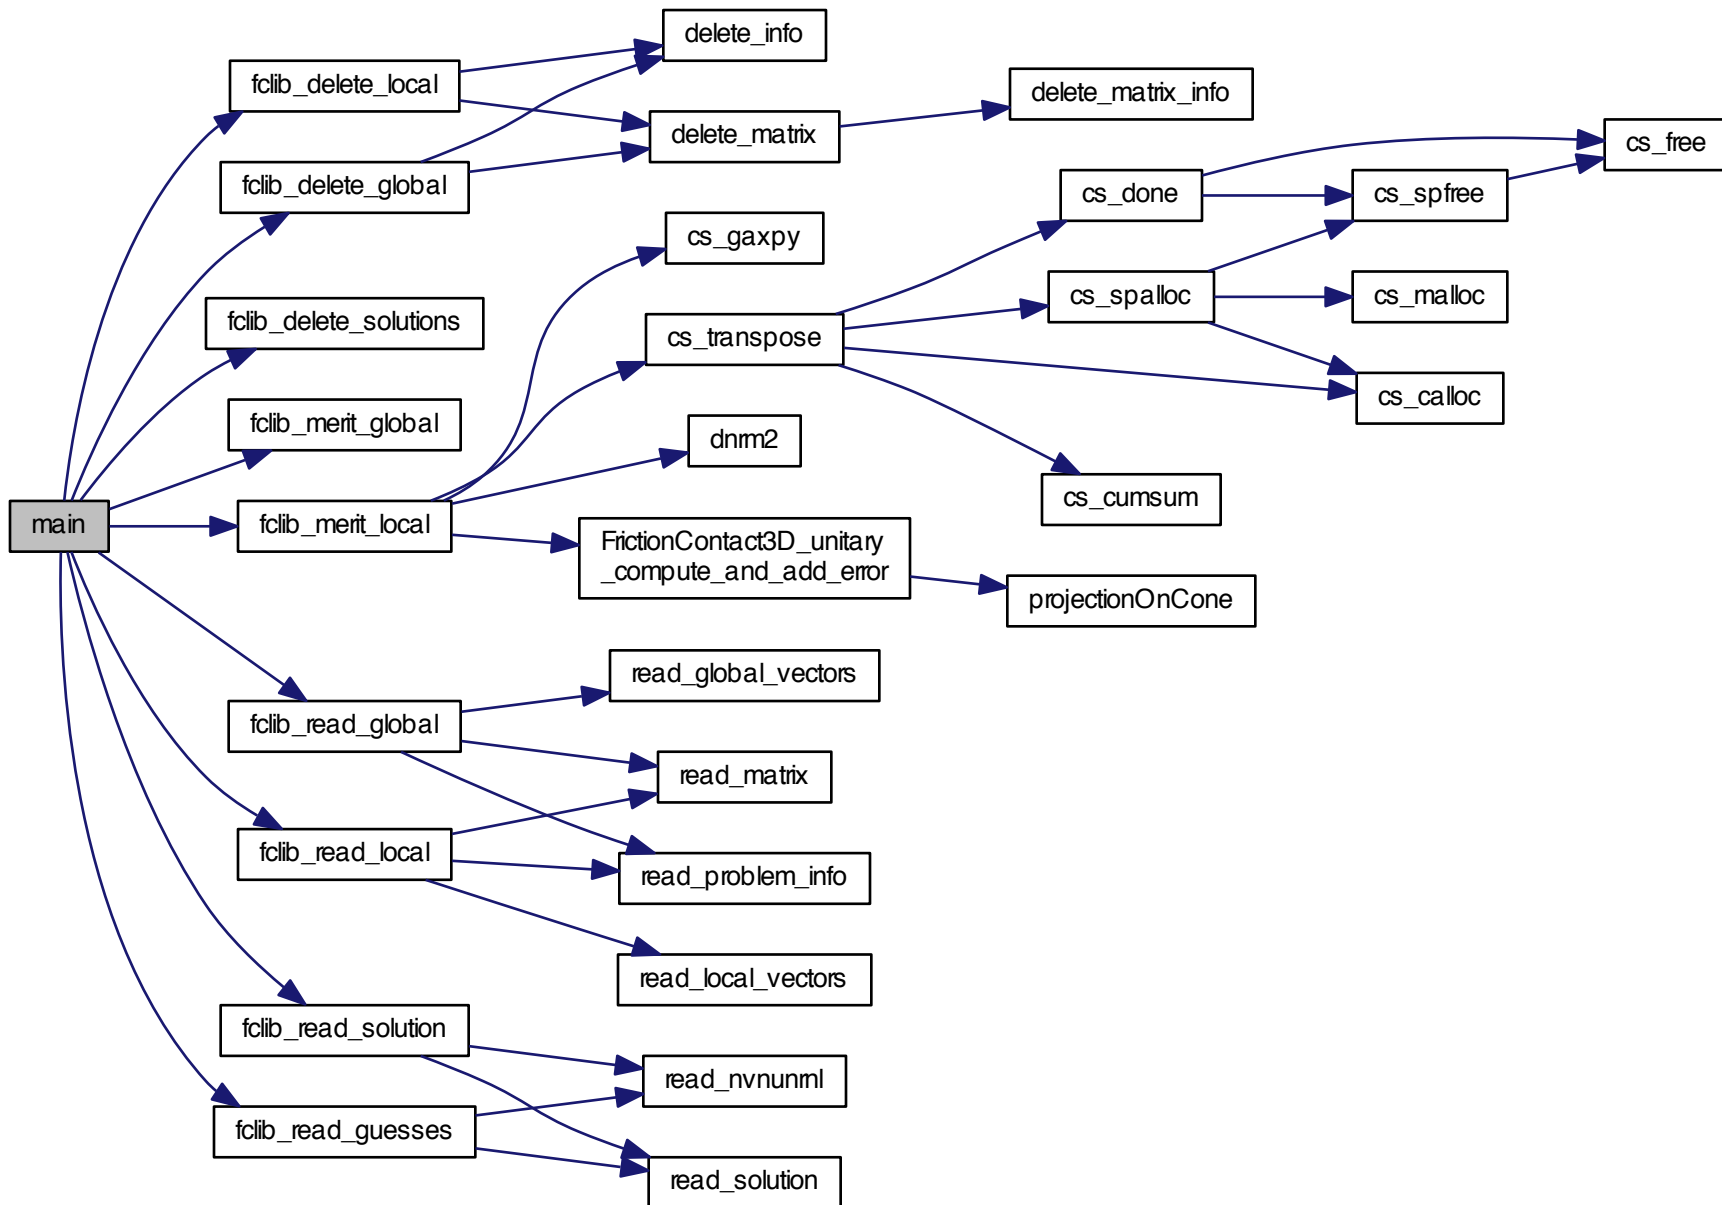 main
fclib_delete_local
fclib_delete_global
fclib_delete_solutions
fclib_merit_global
fclib_merit_local
fclib_read_global
fclib_read_local
fclib_read_solution
fclib_read_guesses
delete_info
delete_matrix
cs_gaxpy
cs_transpose
dnrm2
FrictionContact3D_unitary
_compute_and_add_error
read_global_vectors
read_matrix
read_problem_info
read_local_vectors
read_nvnunrnl
read_solution
delete_matrix_info
cs_done
cs_spalloc
cs_cumsum
projectionOnCone
cs_spfree
cs_malloc
cs_calloc
cs_free